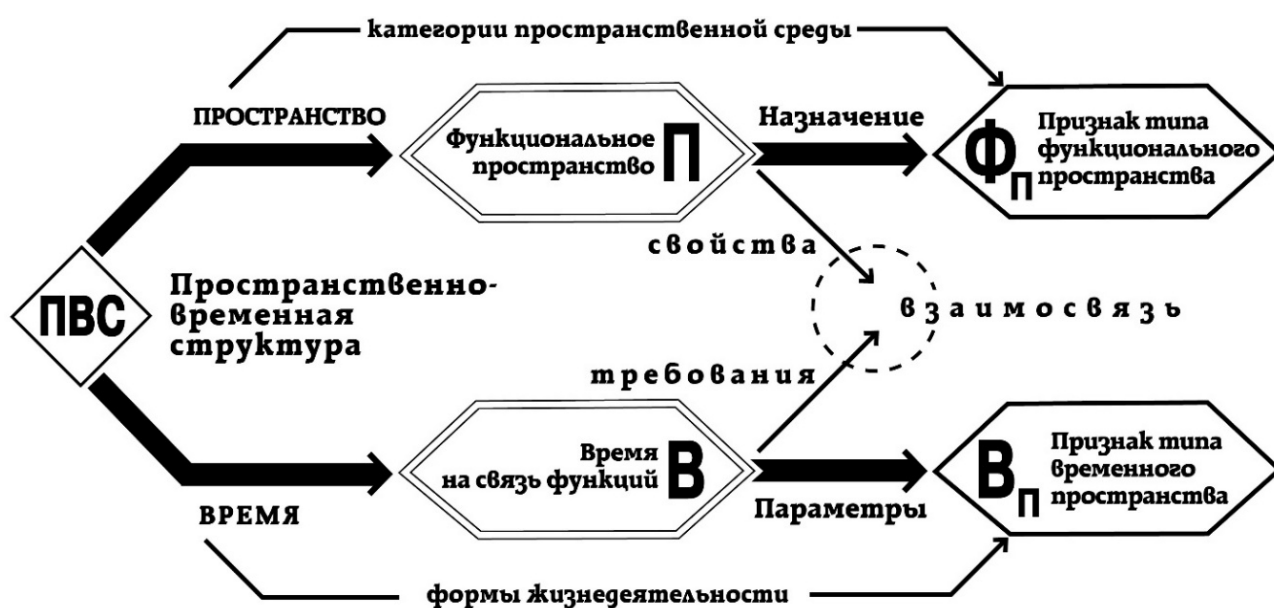 категории пространственной среды
ПРОСТРАНСТВО
Функциональное
пространство
П
Назначение
Ф
П
Признак типа
функционального
пространства
свойства
ПВС
Пространственно-
временная
структура
взаимосвязь
требования
Время
на связь функций
В
ВРЕМЯ
Параметры
В
П
Признак типа
временного
пространства
формы жизнедеятельности